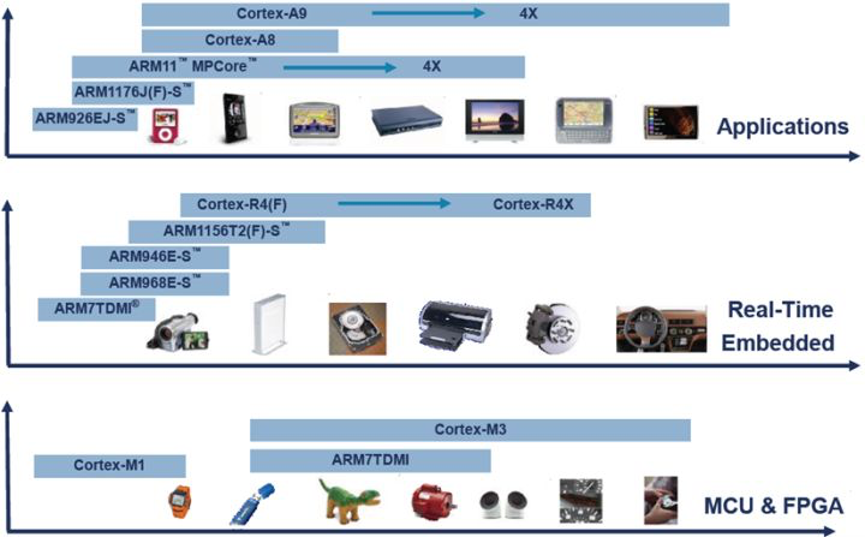 Cortex-A9 4X
Cortex-A8
ARM11™ MPCore™ 4X
ARM1176J(F)-S™
ARM926EJ-S™
Applications
Cortex-R4(F) Cortex-R4X
ARM1156T2(F)-S™
ARM946E-S™
ARM968E-S™
ARM7TDMI®
Real-Time
Embedded
Cortex-M3
Cortex-M1 ARM7TDMI
MCU & FPGA